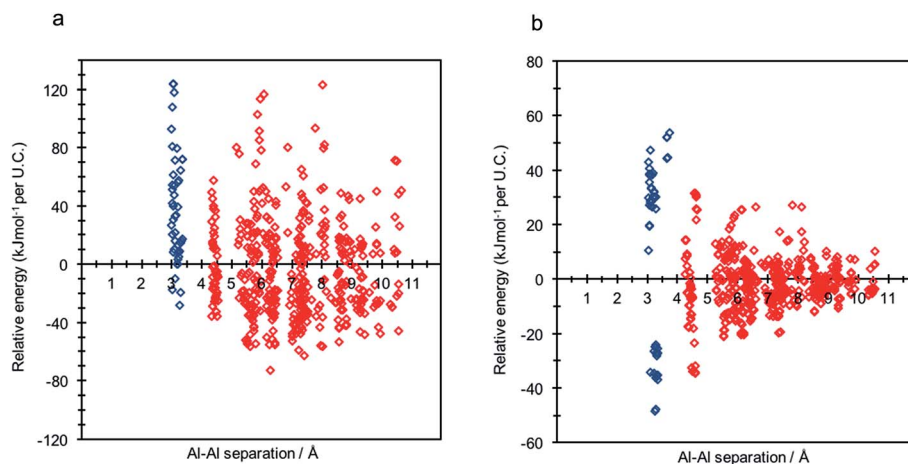 a
120
80
40
0
-40
-80
-120
1 2 3 4 5 6 7 8 9 10 11
Relative energy (kJmol⁻¹ per U.C.)
Al-Al separation / Å
b
80
60
40
20
0
-20
-40
-60
1 2 3 4 5 6 7 8 9 10 11
Relative energy (kJmol⁻¹ per U.C.)
Al-Al separation / Å